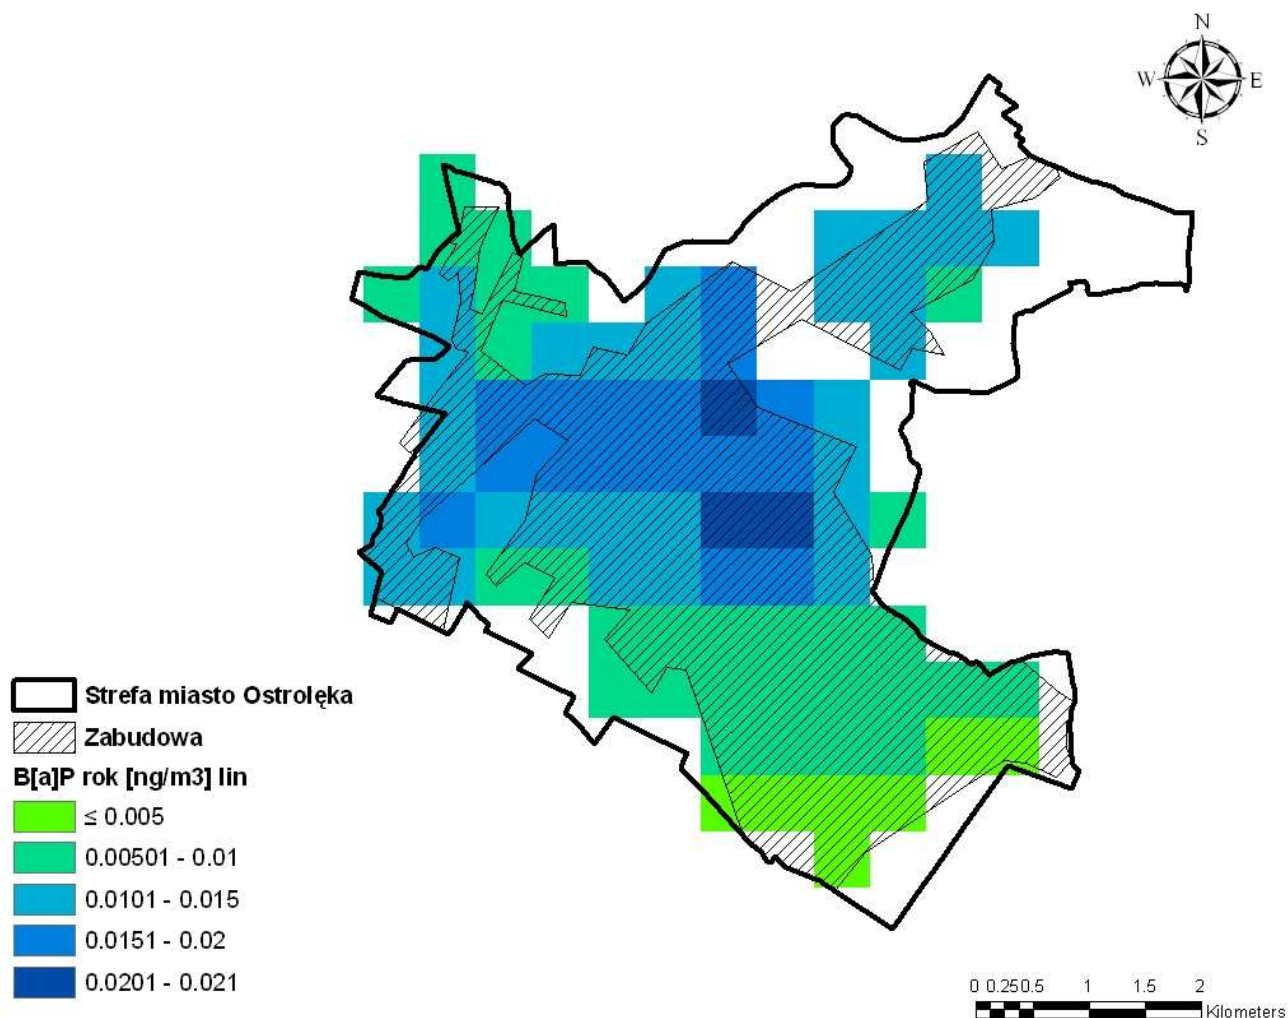 N
W E
S
Strefa miasto Ostrołęka
Zabudowa
B[a]P rok [ng/m3] lin
≤ 0.005
0.00501 - 0.01
0.0101 - 0.015
0.0151 - 0.02
0.0201 - 0.021
0 0.250.5 1 1.5 2
Kilometers